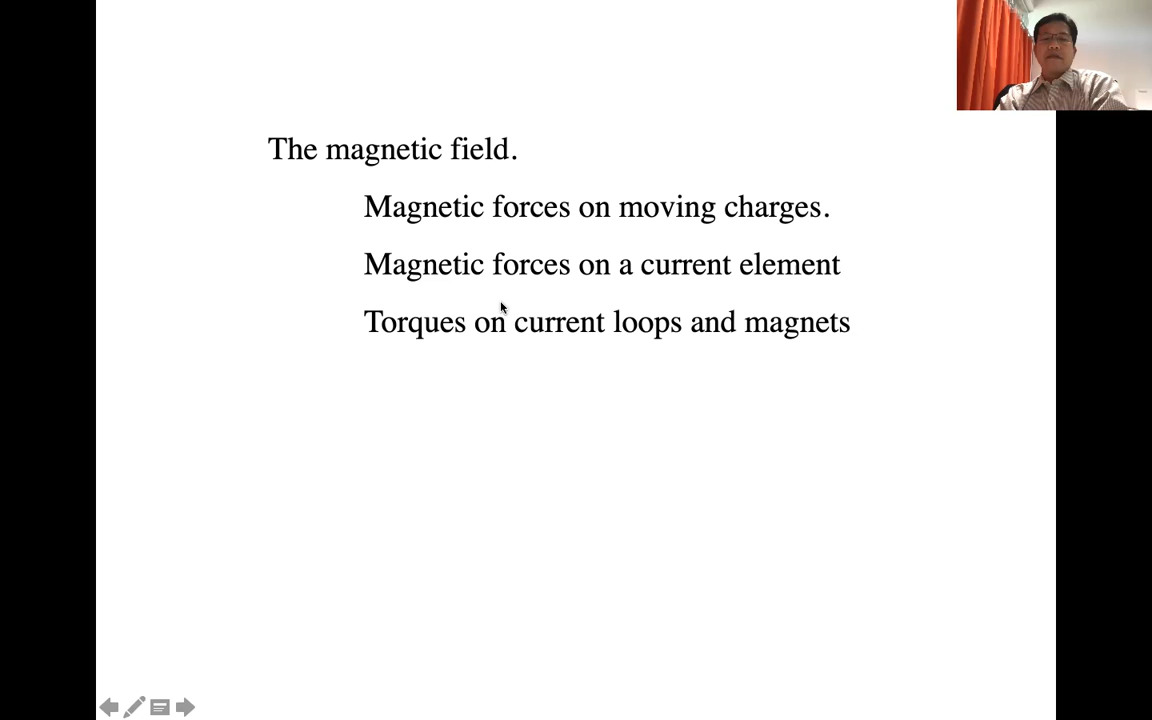 The magnetic field.
Magnetic forces on moving charges.
Magnetic forces on a current element
Torques on current loops and magnets